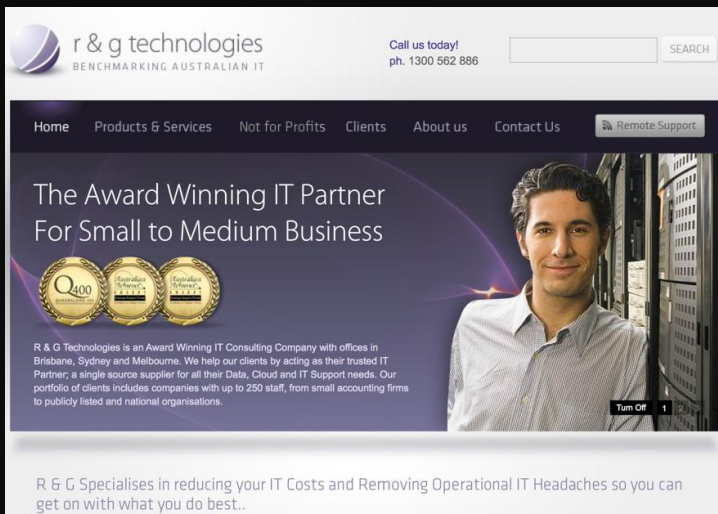 r & g technologies
BENCHMARKING AUSTRALIAN IT
Call us today!
ph. 1300 562 886
SEARCH
Home Products & Services Not for Profits Clients About us Contact Us Remote Support
The Award Winning IT Partner
For Small to Medium Business
Q400
Australian Achiever
Australian Achiever
R & G Technologies is an Award Winning IT Consulting Company with offices in
Brisbane, Sydney and Melbourne. We help our clients by acting as their trusted IT
Partner; a single source supplier for all their Data, Cloud and IT Support needs. Our
portfolio of clients includes companies with up to 250 staff, from small accounting firms
to publicly listed and national organisations.
Turn Off 1 2 3
R & G Specialises in reducing your IT Costs and Removing Operational IT Headaches so you can
get on with what you do best..